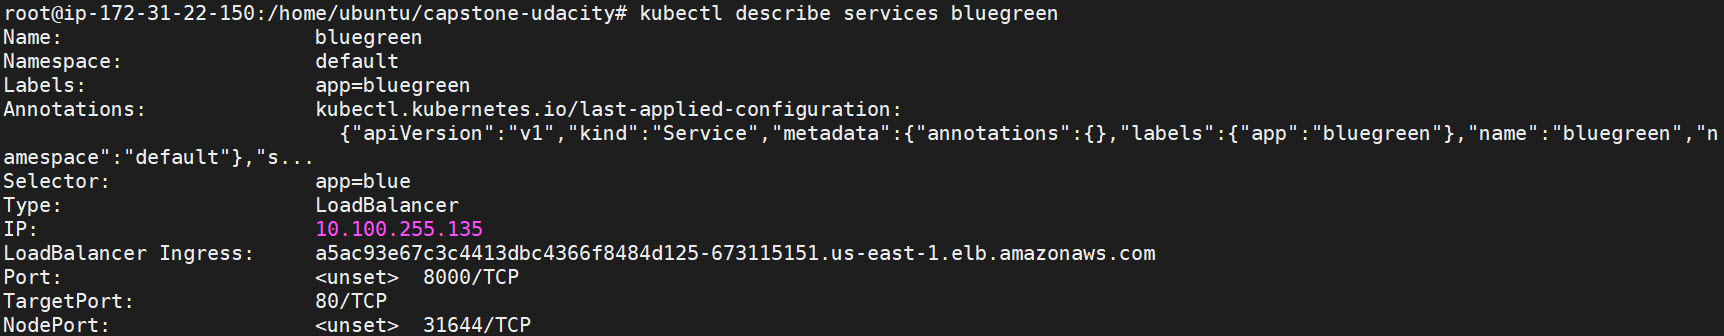 root@ip-172-31-22-150:/home/ubuntu/capstone-udacity# kubectl describe services bluegreen
Name:                     bluegreen
Namespace:                default
Labels:                   app=bluegreen
Annotations:              kubectl.kubernetes.io/last-applied-configuration:
                            {"apiVersion":"v1","kind":"Service","metadata":{"annotations":{},"labels":{"app":"bluegreen"},"name":"bluegreen","n
amespace":"default"},"s...
Selector:                 app=blue
Type:                     LoadBalancer
IP:                       10.100.255.135
LoadBalancer Ingress:     a5ac93e67c3c4413dbc4366f8484d125-673115151.us-east-1.elb.amazonaws.com
Port:                     <unset>  8000/TCP
TargetPort:               80/TCP
NodePort:                 <unset>  31644/TCP